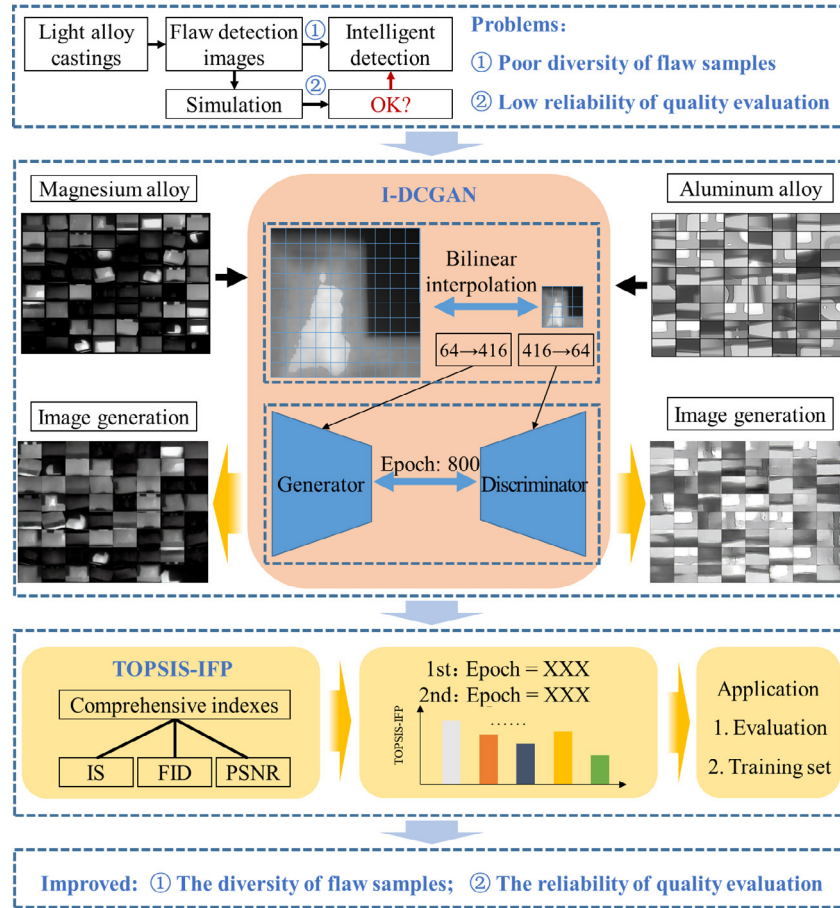 Light alloy
castings
Flaw detection
images
①
Intelligent
detection
Simulation
②
OK?
Problems:
① Poor diversity of flaw samples
② Low reliability of quality evaluation
Magnesium alloy
I-DCGAN
Aluminum alloy
Bilinear
interpolation
64→416
416→64
Image generation
Image generation
Generator
Epoch: 800
Discriminator
TOPSIS-IFP
Comprehensive indexes
IS
FID
PSNR
1st: Epoch = XXX
2nd: Epoch = XXX
......
TOPSIS-IFP
Application
1. Evaluation
2. Training set
Improved: ① The diversity of flaw samples; ② The reliability of quality evaluation